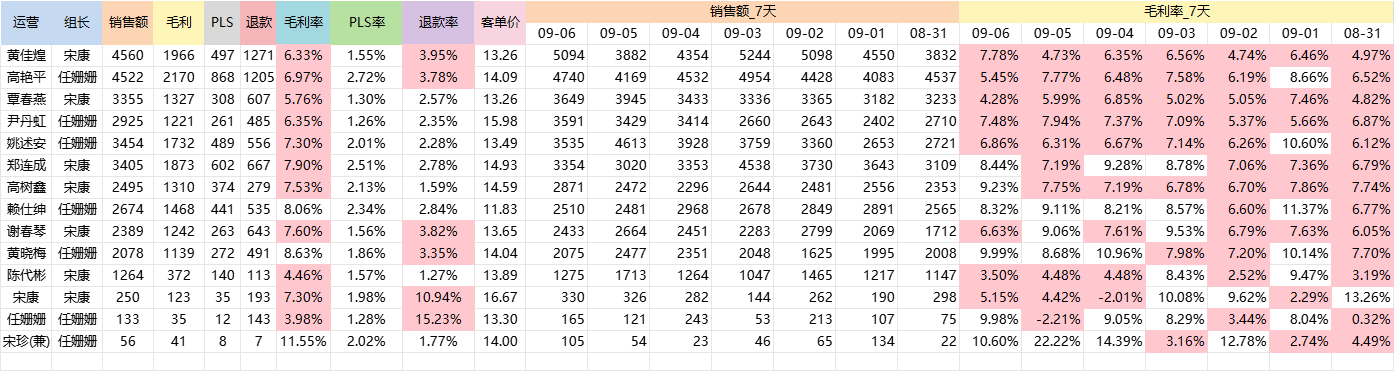 运营 组长 销售额 毛利 PLS 退款 毛利率 PLS率 退款率 客单价 销售额_7天 毛利率_7天
09-06 09-05 09-04 09-03 09-02 09-01 08-31 09-06 09-05 09-04 09-03 09-02 09-01 08-31
黄佳煌 宋康 4560 1966 497 1271 6.33% 1.55% 3.95% 13.26 5094 3882 4354 5244 5098 4550 3832 7.78% 4.73% 6.35% 6.56% 4.74% 6.46% 4.97%
高艳平 任姗姗 4522 2170 868 1205 6.97% 2.72% 3.78% 14.09 4740 4169 4532 4954 4428 4083 4537 5.45% 7.77% 6.48% 7.58% 6.19% 8.66% 6.52%
覃春燕 宋康 3355 1327 308 607 5.76% 1.30% 2.57% 13.26 3649 3945 3433 3336 3365 3182 3233 4.28% 5.99% 6.85% 5.02% 5.05% 7.46% 4.82%
尹丹虹 任姗姗 2925 1221 261 485 6.35% 1.26% 2.35% 15.98 3591 3429 3414 2660 2643 2402 2710 7.48% 7.94% 7.37% 7.09% 5.37% 5.66% 6.87%
姚述安 任姗姗 3454 1732 489 556 7.30% 2.01% 2.28% 13.49 3535 4613 3928 3759 3360 2653 2721 6.86% 6.31% 6.67% 7.14% 6.26% 10.60% 6.12%
郑连成 宋康 3405 1873 602 667 7.90% 2.51% 2.78% 14.93 3354 3020 3353 4538 3730 3643 3109 8.44% 7.19% 9.28% 8.78% 7.06% 7.36% 6.79%
高树鑫 宋康 2495 1310 374 279 7.53% 2.13% 1.59% 14.59 2871 2472 2296 2644 2481 2556 2353 9.23% 7.75% 7.19% 6.78% 6.70% 7.86% 7.74%
赖仕绅 任姗姗 2674 1468 441 535 8.06% 2.34% 2.84% 11.83 2510 2481 2968 2678 2849 2891 2565 8.32% 9.11% 8.21% 8.57% 6.60% 11.37% 6.77%
谢春琴 宋康 2389 1242 263 643 7.60% 1.56% 3.82% 13.65 2433 2664 2451 2283 2799 2069 1712 6.63% 9.06% 7.61% 9.53% 6.79% 7.63% 6.05%
黄晓梅 任姗姗 2078 1139 272 491 8.63% 1.86% 3.35% 14.04 2075 2477 2351 2048 1625 1995 2008 9.99% 8.68% 10.96% 7.98% 7.20% 10.14% 7.70%
陈代彬 宋康 1264 372 140 113 4.46% 1.57% 1.27% 13.89 1275 1713 1264 1047 1465 1217 1147 3.50% 4.48% 4.48% 8.43% 2.52% 9.47% 3.19%
宋康 宋康 250 123 35 193 7.30% 1.98% 10.94% 16.67 330 326 282 144 262 190 298 5.15% 4.42% -2.01% 10.08% 9.62% 2.29% 13.26%
任姗姗 任姗姗 133 35 12 143 3.98% 1.28% 15.23% 13.30 165 121 243 53 213 107 75 9.98% -2.21% 9.05% 8.29% 3.44% 8.04% 0.32%
宋珍(兼) 任姗姗 56 41 8 7 11.55% 2.02% 1.77% 14.00 105 54 23 46 65 134 22 10.60% 22.22% 14.39% 3.16% 12.78% 2.74% 4.49%